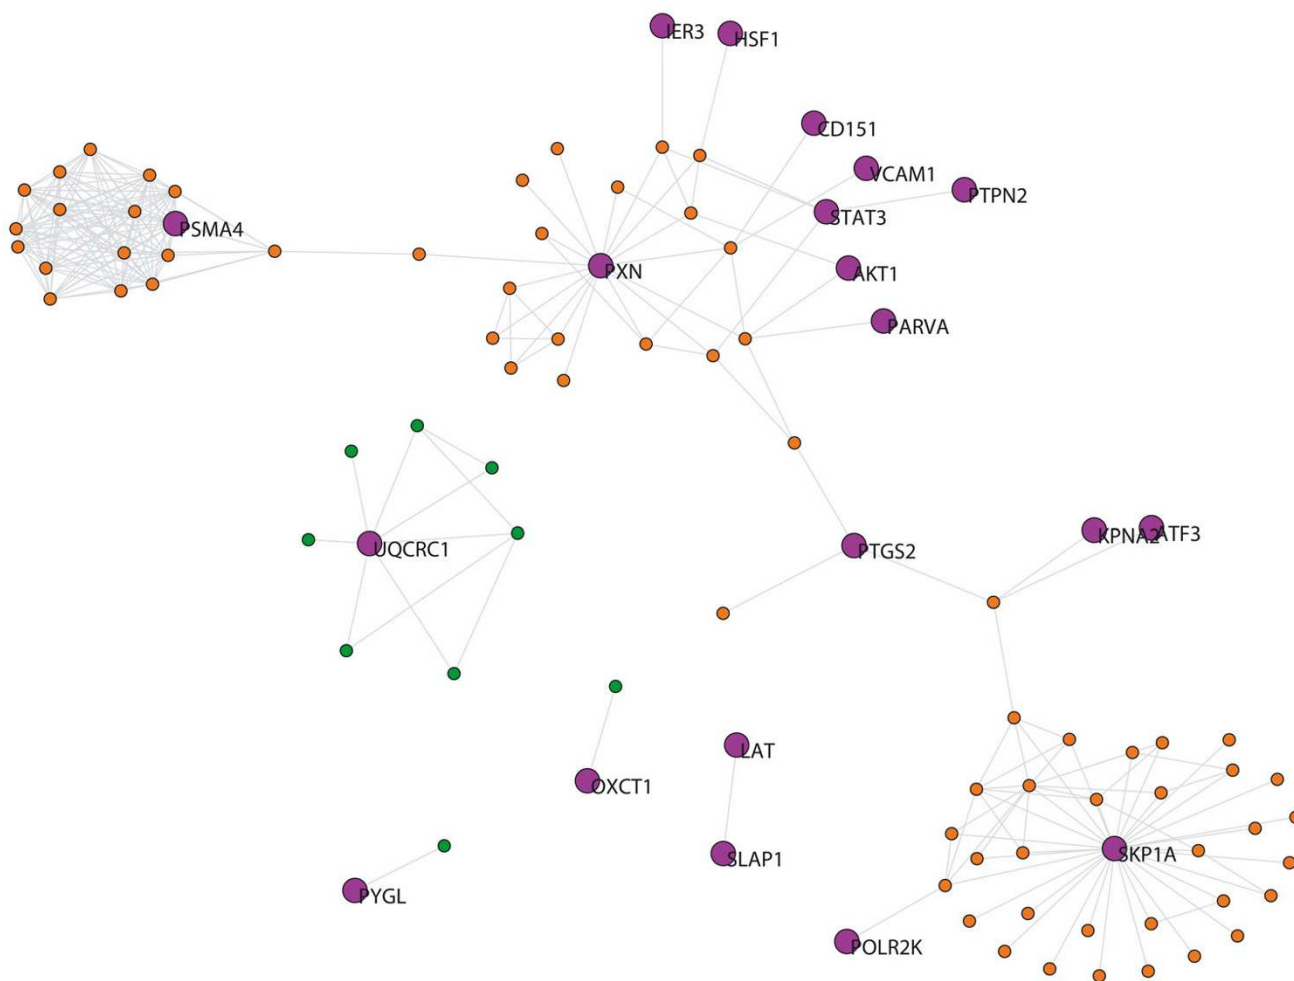 IER3
HSF1
CD151
VCAM1
PTPN2
STAT3
PSMA4
PXN
AKT1
PARVA
UQCRC1
PTGS2
KPNA2
ATF3
LAT
OXCT1
SLAP1
SKP1A
PYGL
POLR2K